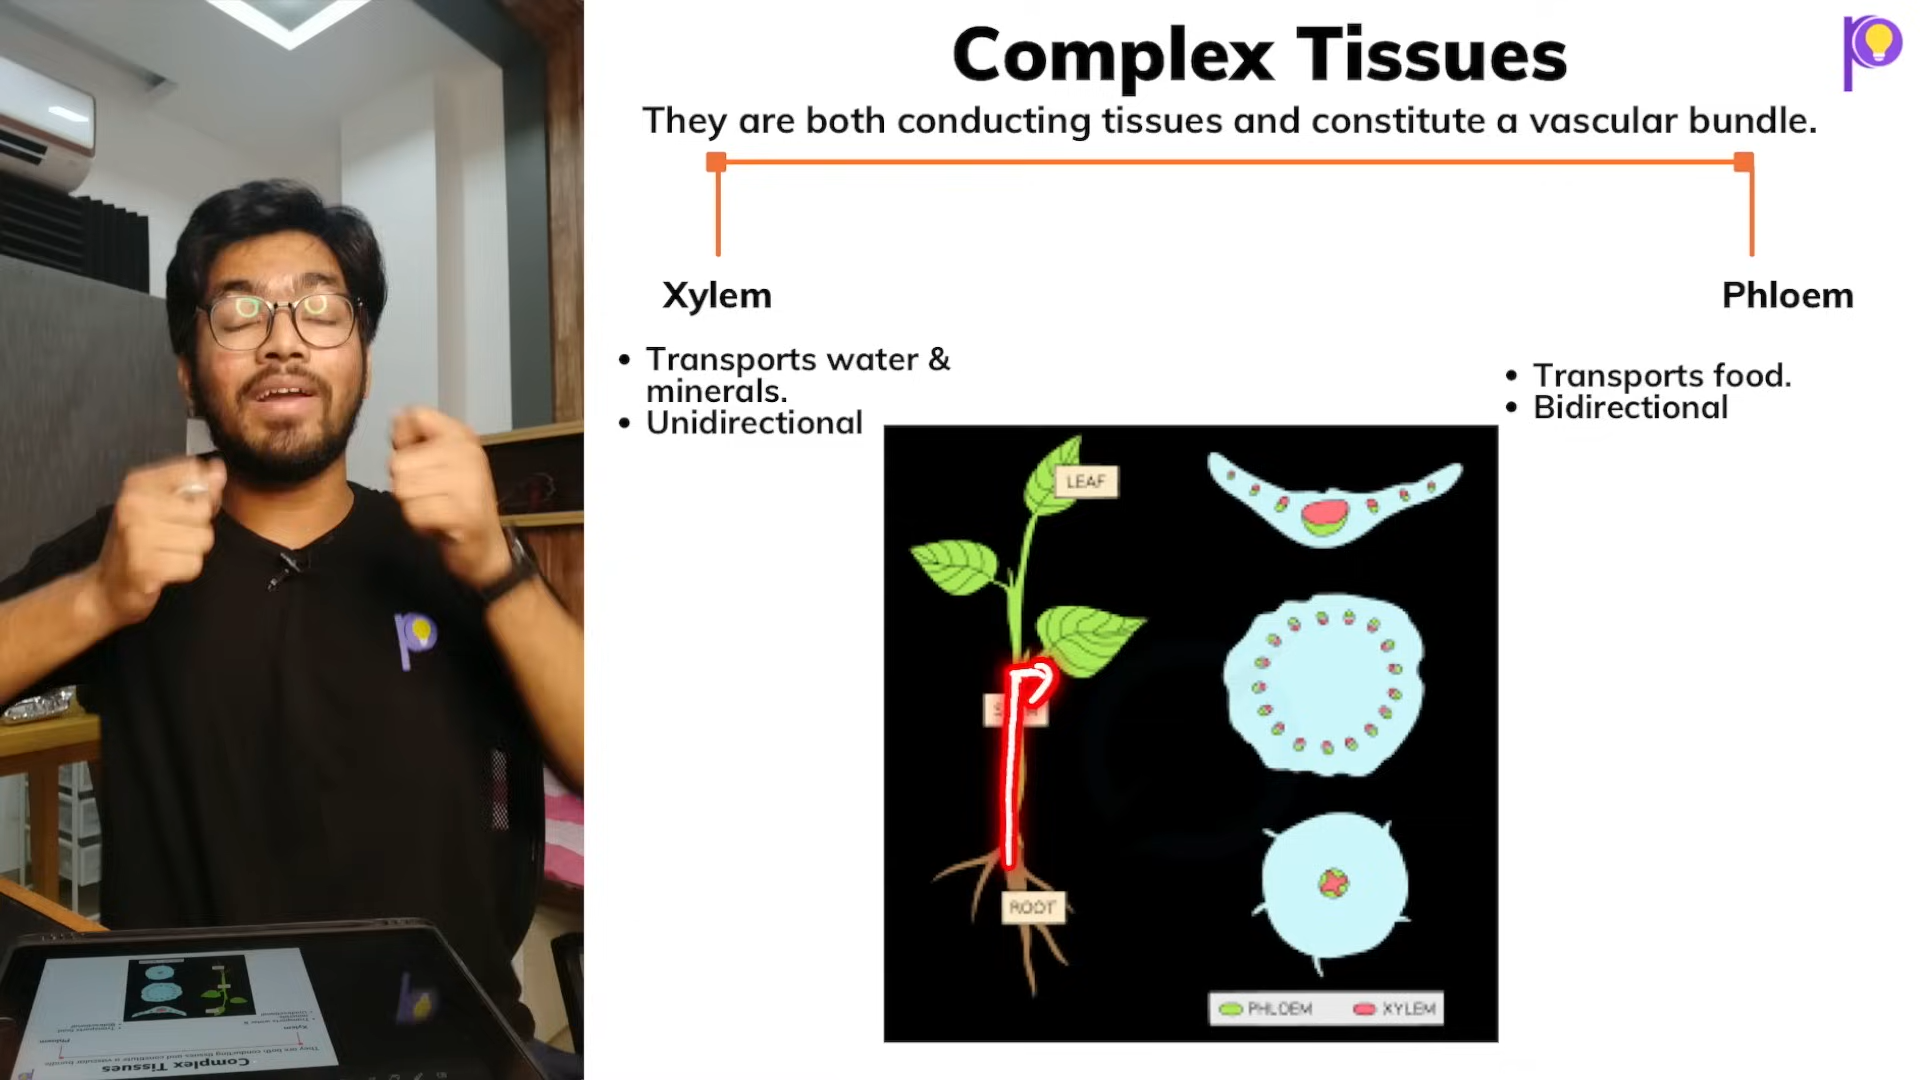 Complex Tissues
They are both conducting tissues and constitute a vascular bundle.
Xylem
Phloem
• Transports water &
minerals.
• Unidirectional
• Transports food.
• Bidirectional
LEAF
ROOT
PHLOEM
XYLEM